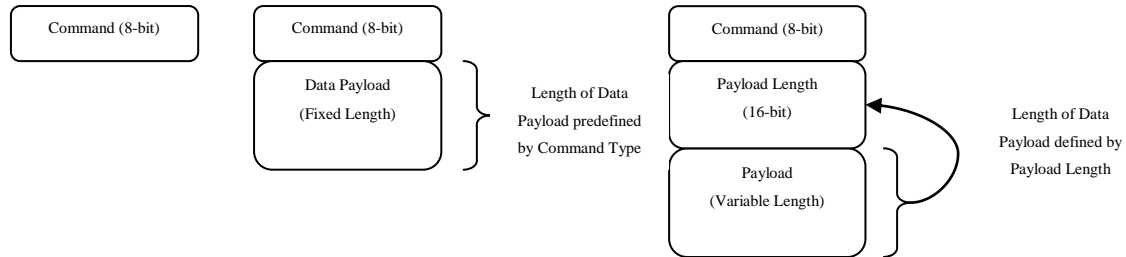 Command (8-bit)
Command (8-bit)
Data Payload
(Fixed Length)
Length of Data
Payload predefined
by Command Type
Command (8-bit)
Payload Length
(16-bit)
Payload
(Variable Length)
Length of Data
Payload defined by
Payload Length